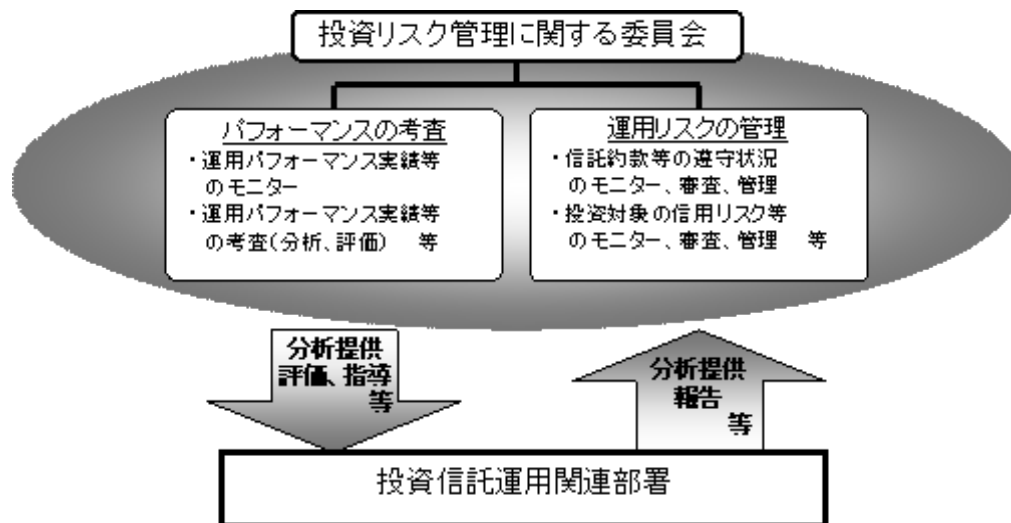 投資リスク管理に関する委員会
パフォーマンスの考査
・運用パフォーマンス実績等
のモニター
・運用パフォーマンス実績等
の考査(分析、評価) 等
運用リスクの管理
・信託約款等の遵守状況
のモニター、審査、管理
・投資対象の信用リスク等
のモニター、審査、管理 等
分析提供
評価、指導
等
分析提供
報告
等
投資信託運用関連部署